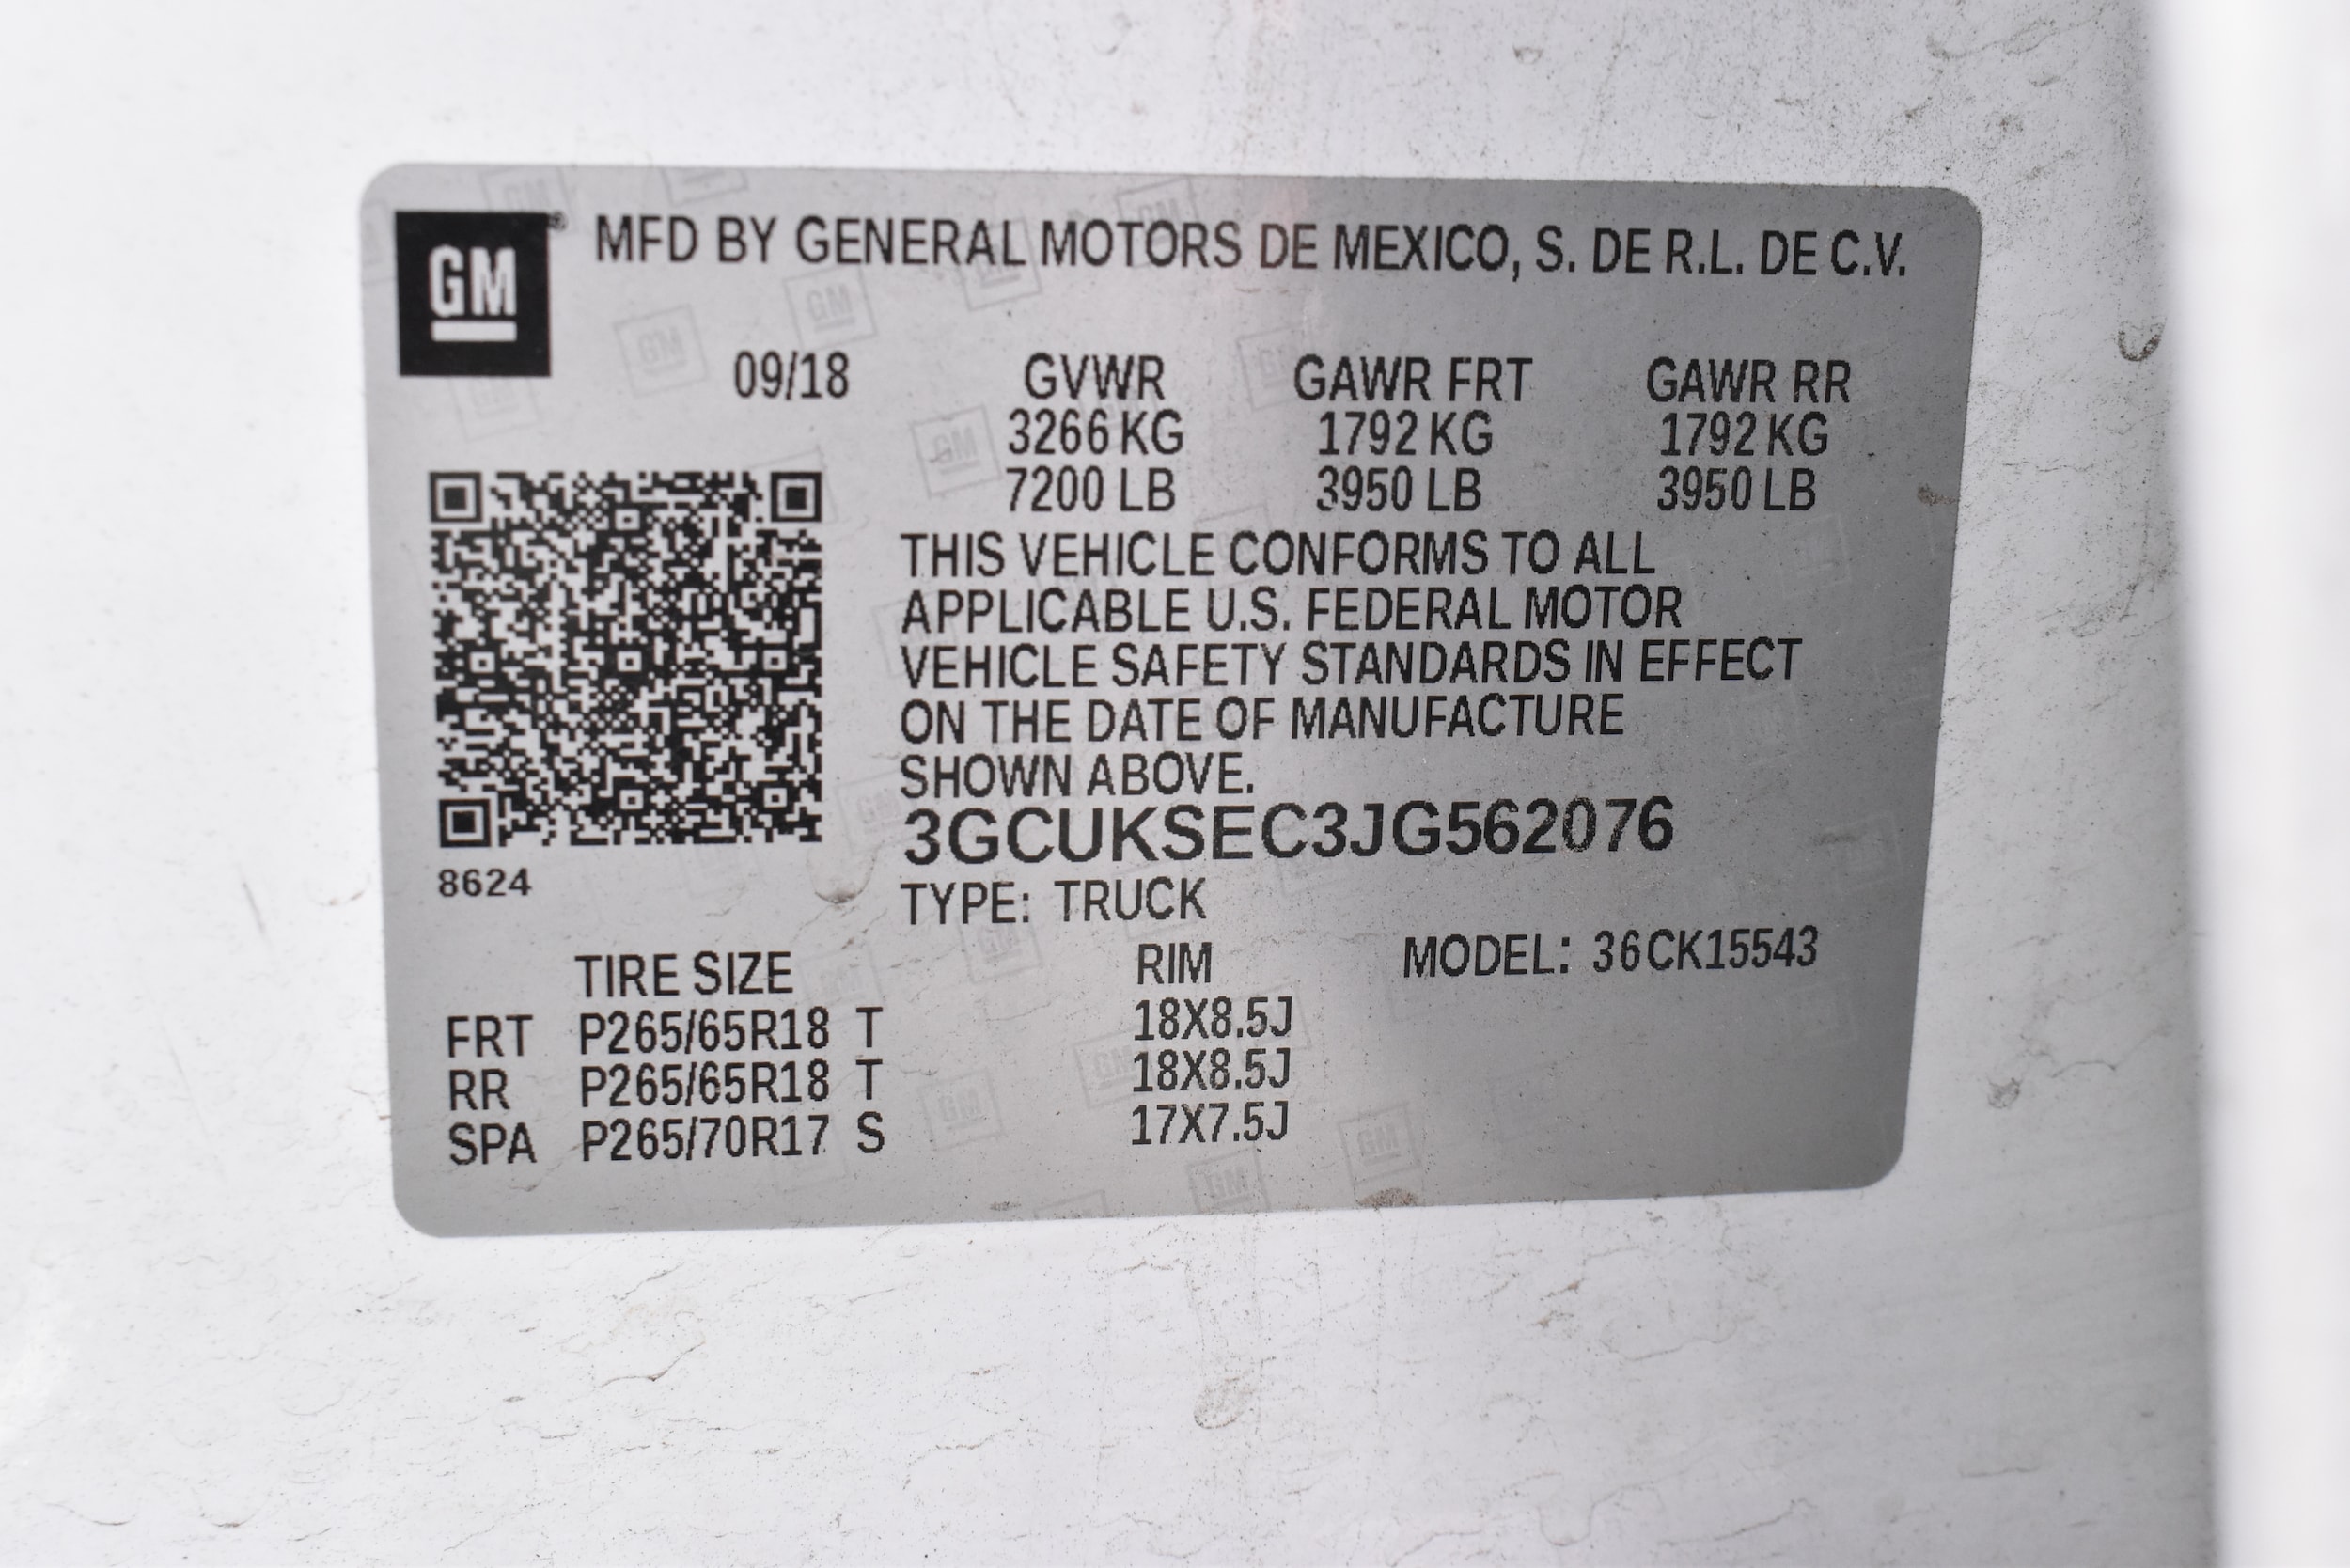 GM® MFD BY GENERAL MOTORS DE MEXICO, S. DE R.L. DE C.V.
09/18 GVWR GAWR FRT GAWR RR
3266 KG 1792 KG 1792 KG
7200 LB 3950 LB 3950 LB
THIS VEHICLE CONFORMS TO ALL
APPLICABLE U.S. FEDERAL MOTOR
VEHICLE SAFETY STANDARDS IN EFFECT
ON THE DATE OF MANUFACTURE
SHOWN ABOVE.
3GCUKSEC3JG562076
8624
TYPE: TRUCK
TIRE SIZE RIM MODEL: 36CK15543
FRT P265/65R18 T 18X8.5J
RR P265/65R18 T 18X8.5J
SPA P265/70R17 S 17X7.5J